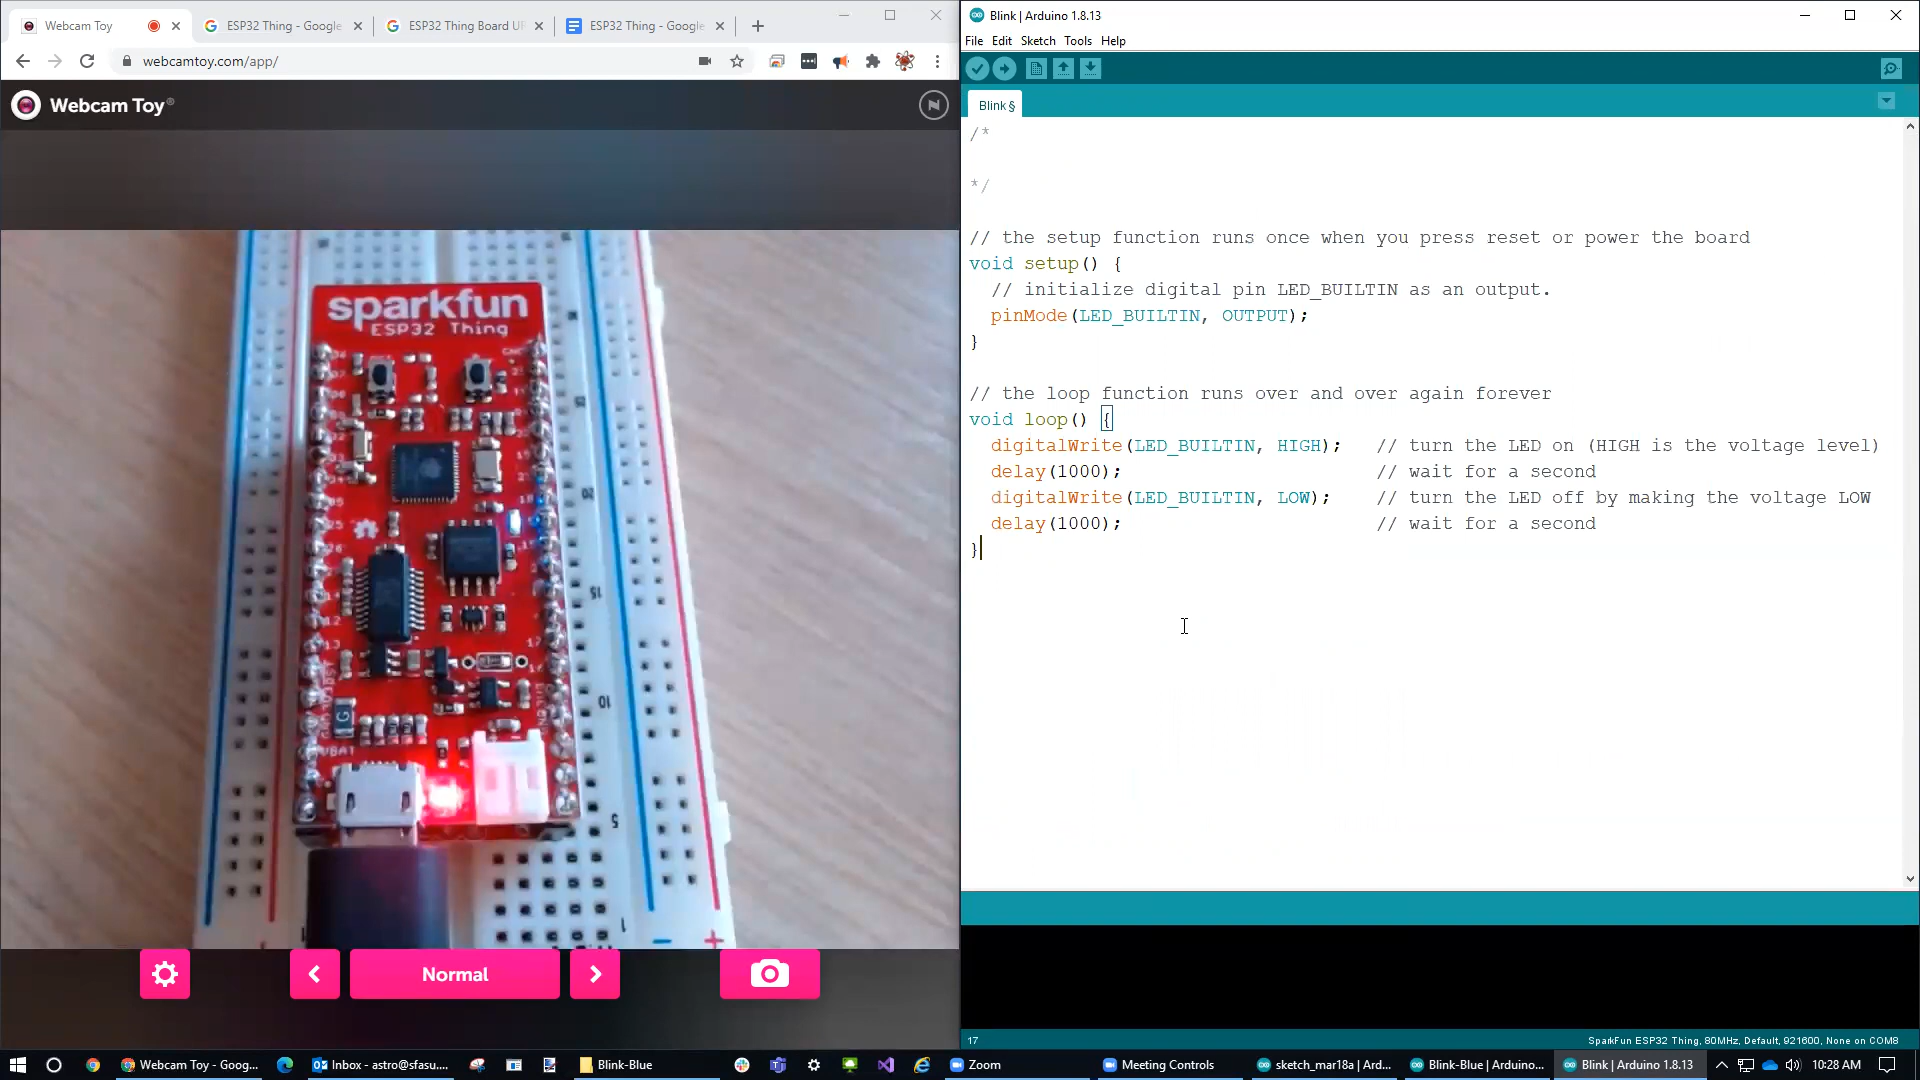 Webcam Toy
ESP32 Thing - Google
ESP32 Thing Board UP
ESP32 Thing - Google
webcamtoy.com/app/
Webcam Toy®
sparkfun
ESP32 Thing
VBAT
G
20
15
10
5
1
Normal
Blink | Arduino 1.8.13
File Edit Sketch Tools Help
Blink §
/*
*/
// the setup function runs once when you press reset or power the board
void setup() {
// initialize digital pin LED_BUILTIN as an output.
pinMode(LED_BUILTIN, OUTPUT);
}
// the loop function runs over and over again forever
void loop() {
digitalWrite(LED_BUILTIN, HIGH); // turn the LED on (HIGH is the voltage level)
delay(1000); // wait for a second
digitalWrite(LED_BUILTIN, LOW); // turn the LED off by making the voltage LOW
delay(1000); // wait for a second
}
17
SparkFun ESP32 Thing, 80MHz, Default, 921600, None on COM8
Webcam Toy - Goog...
Inbox - astro@sfasu....
Blink-Blue
Zoom
Meeting Controls
sketch_mar18a | Ard...
Blink-Blue | Arduino...
Blink | Arduino 1.8.13
10:28 AM